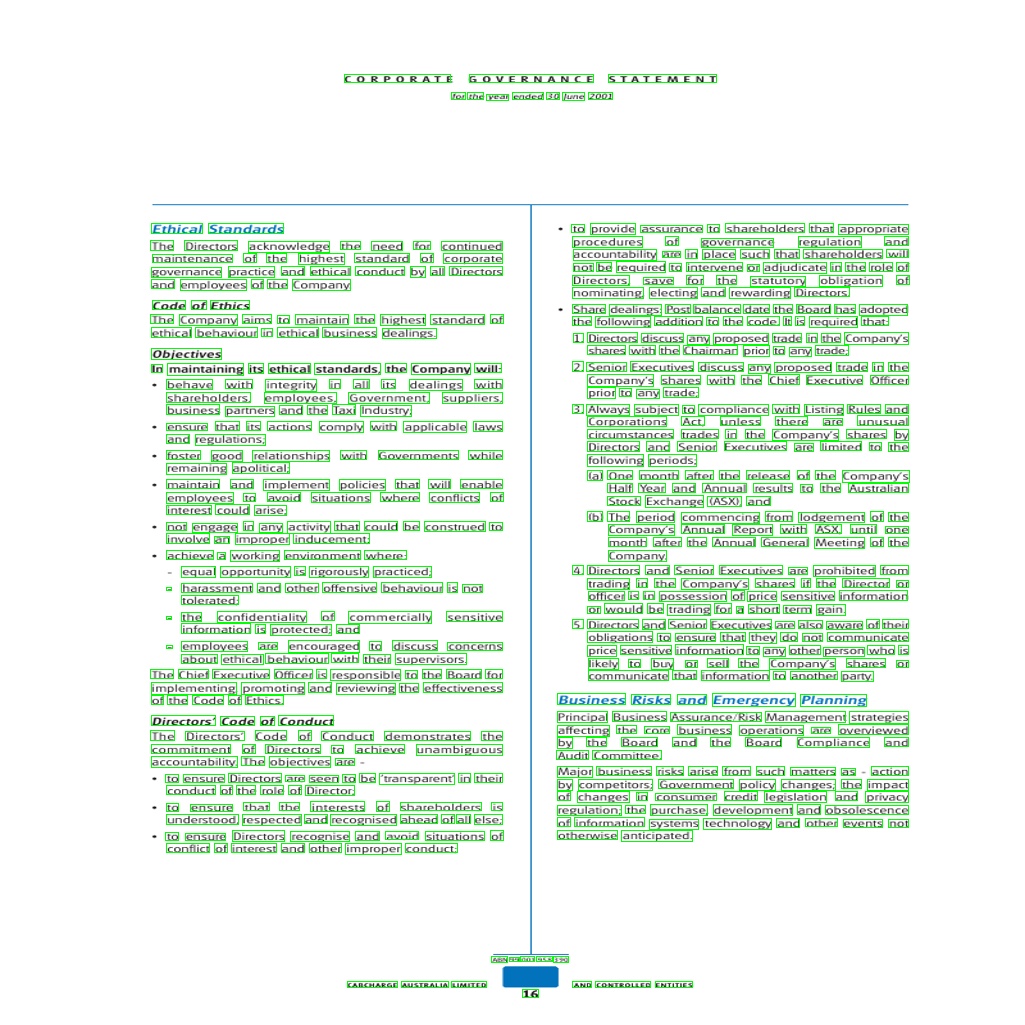 CORPORATE GOVERNANCE STATEMENT
for the year ended 30 June 2001
Ethical Standards
The Directors acknowledge the need for continued
maintenance of the highest standard of corporate
governance practice and ethical conduct by all Directors
and employees of the Company
Code of Ethics
The Company aims to maintain the highest standard of
ethical behaviour in ethical business dealings.
Objectives
In maintaining its ethical standards, the Company will:
• behave with integrity in all its dealings with
shareholders, employees, Government, suppliers,
business partners and the Taxi Industry;
• ensure that its actions comply with applicable laws
and regulations;
• foster good relationships with Governments while
remaining apolitical;
• maintain and implement policies that will enable
employees to avoid situations where conflicts of
interest could arise;
• not engage in any activity that could be construed to
involve an improper inducement;
• achieve a working environment where:
- equal opportunity is rigorously practiced;
- harassment and other offensive behaviour is not
tolerated;
- the confidentiality of commercially sensitive
information is protected; and
- employees are encouraged to discuss concerns
about ethical behaviour with their supervisors.
The Chief Executive Officer is responsible to the Board for
implementing promoting and reviewing the effectiveness
of the Code of Ethics.
Directors' Code of Conduct
The Directors' Code of Conduct demonstrates the
commitment of Directors to achieve unambiguous
accountability. The objectives are -
• to ensure Directors are seen to be 'transparent' in their
conduct of the role of Director;
• to ensure that the interests of shareholders is
understood, respected and recognised ahead of all else;
• to ensure Directors recognise and avoid situations of
conflict of interest and other improper conduct;
• to provide assurance to shareholders that appropriate
procedures of governance regulation and
accountability are in place such that shareholders will
not be required to intervene or adjudicate in the role of
Directors, save for the statutory obligation of
nominating, electing and rewarding Directors.
• Share dealings: Post balance date the Board has adopted
the following addition to the code. It is required that:
1. Directors discuss any proposed trade in the Company's
shares with the Chairman prior to any trade;
2. Senior Executives discuss any proposed trade in the
Company's shares with the Chief Executive Officer
prior to any trade;
3. Always subject to compliance with Listing Rules and
Corporations Act, unless there are unusual
circumstances trades in the Company's shares by
Directors and Senior Executives are limited to the
following periods;
(a) One month after the release of the Company's
Half Year and Annual results to the Australian
Stock Exchange (ASX); and
(b) The period commencing from lodgement of the
Company's Annual Report with ASX, until one
month after the Annual General Meeting of the
Company.
4. Directors and Senior Executives are prohibited from
trading in the Company's shares if the Director or
officer is in possession of price sensitive information
or would be trading for a short term gain.
5. Directors and Senior Executives are also aware of their
obligations to ensure that they do not communicate
price sensitive information to any other person who is
likely to buy or sell the Company's shares or
communicate that information to another party.
Business Risks and Emergency Planning
Principal Business Assurance/Risk Management strategies
affecting the core business operations are overviewed
by the Board and the Board Compliance and
Audit Committee.
Major business risks arise from such matters as - action
by competitors; Government policy changes; the impact
of changes in consumer credit legislation and privacy
regulation; the purchase, development and obsolescence
of information systems technology and other events not
otherwise anticipated.
ABN 99 001 958 390
CABCHARGE AUSTRALIA LIMITED AND CONTROLLED ENTITIES
16